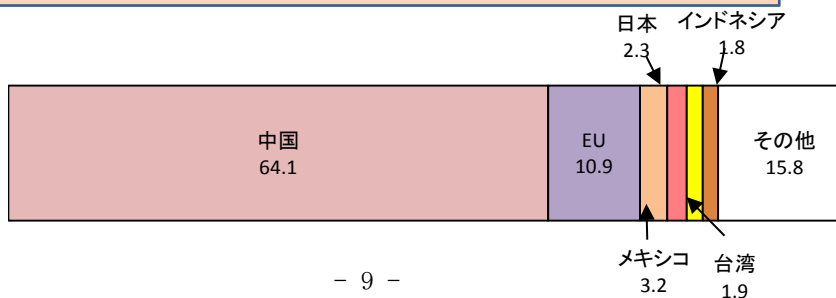 日本
2.3
インドネシア
1.8
中国
64.1
EU
10.9
その他
15.8
メキシコ
3.2
台湾
1.9
- 9 -